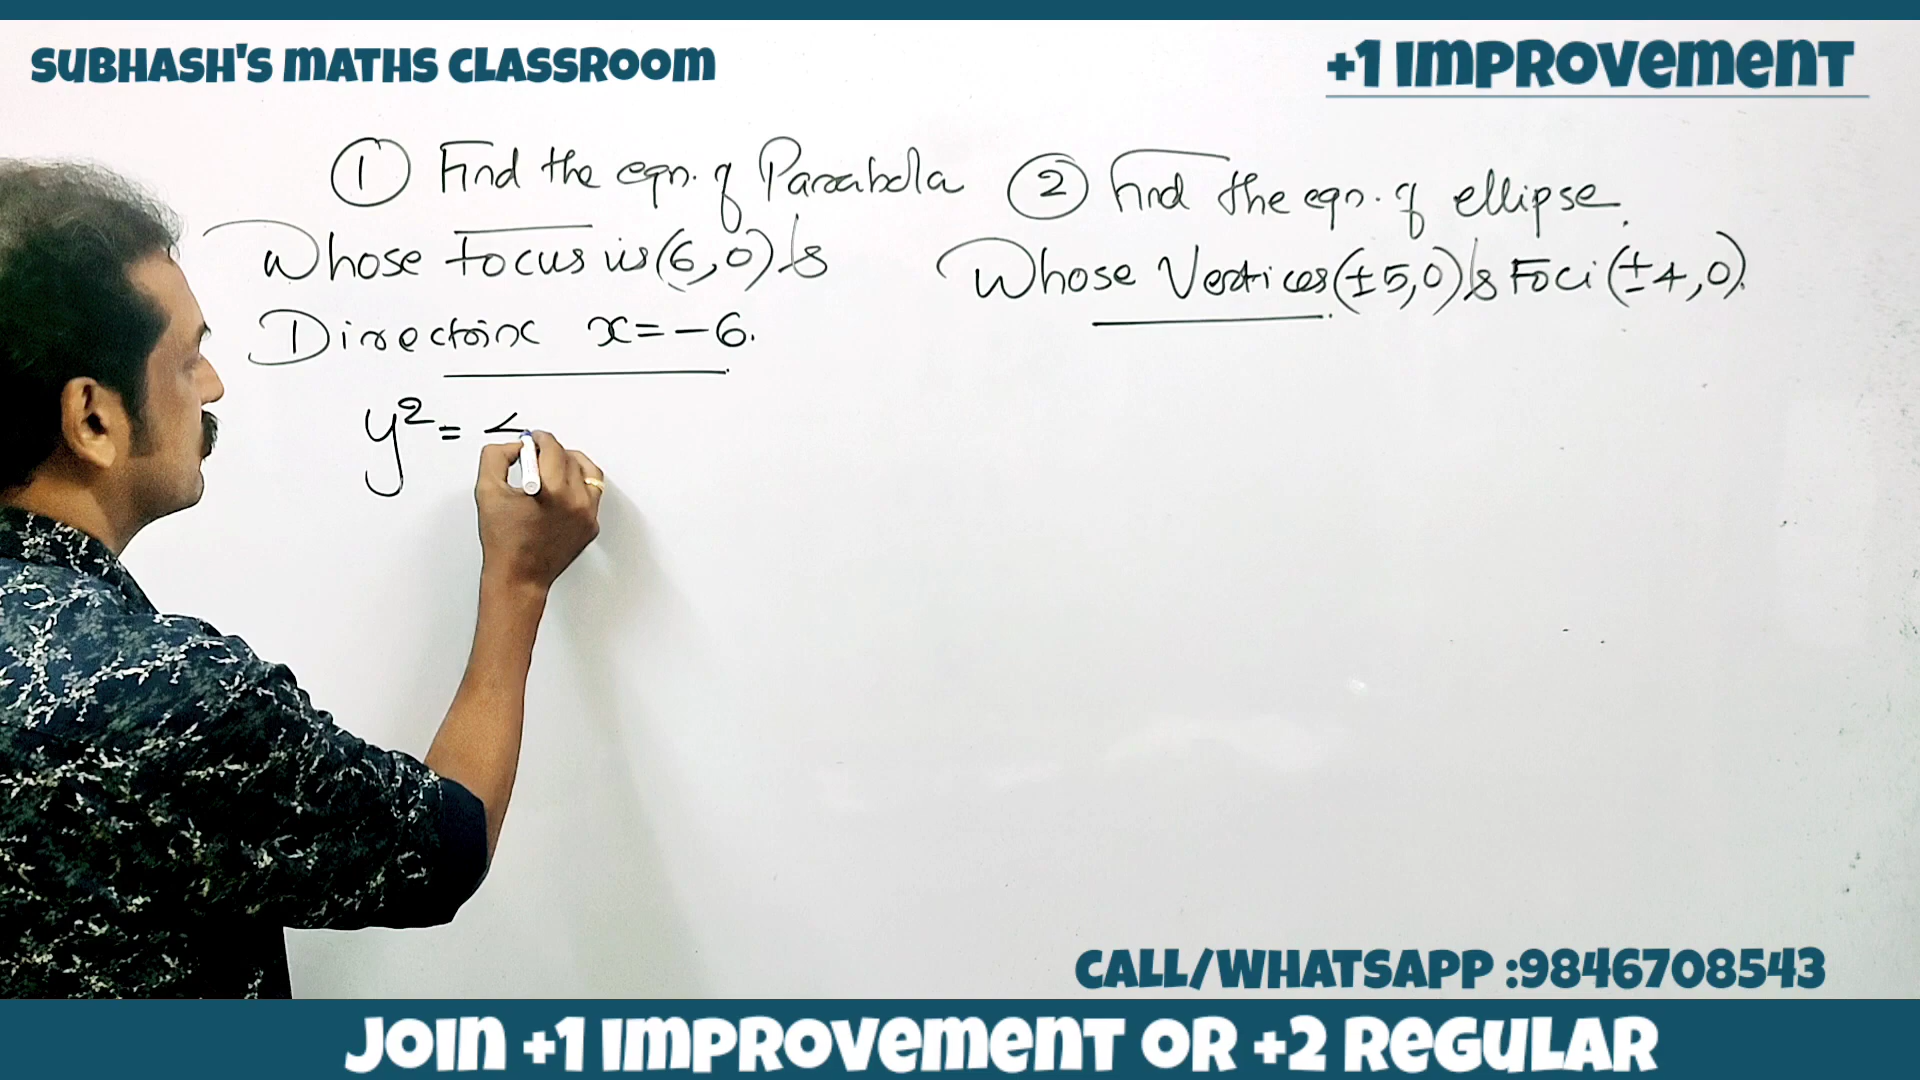 SUBHASH'S MATHS CLASSROOM
+1 IMPROVEMENT
① Find the eqn. of Parabola
Whose focus is (6,0) &
Directrix x = -6.
y² = 4
② Find the eqn. of ellipse.
Whose Vertices (±5,0) & Foci (±4,0).
CALL/WHATSAPP :9846708543
JOIN +1 IMPROVEMENT OR +2 REGULAR